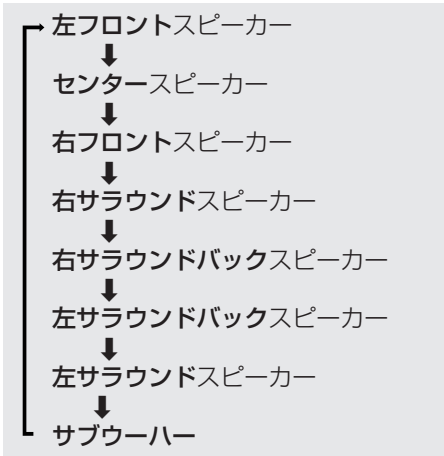 左フロントスピーカー
センタースピーカー
右フロントスピーカー
右サラウンドスピーカー
右サラウンドバックスピーカー
左サラウンドバックスピーカー
左サラウンドスピーカー
サブウーハー